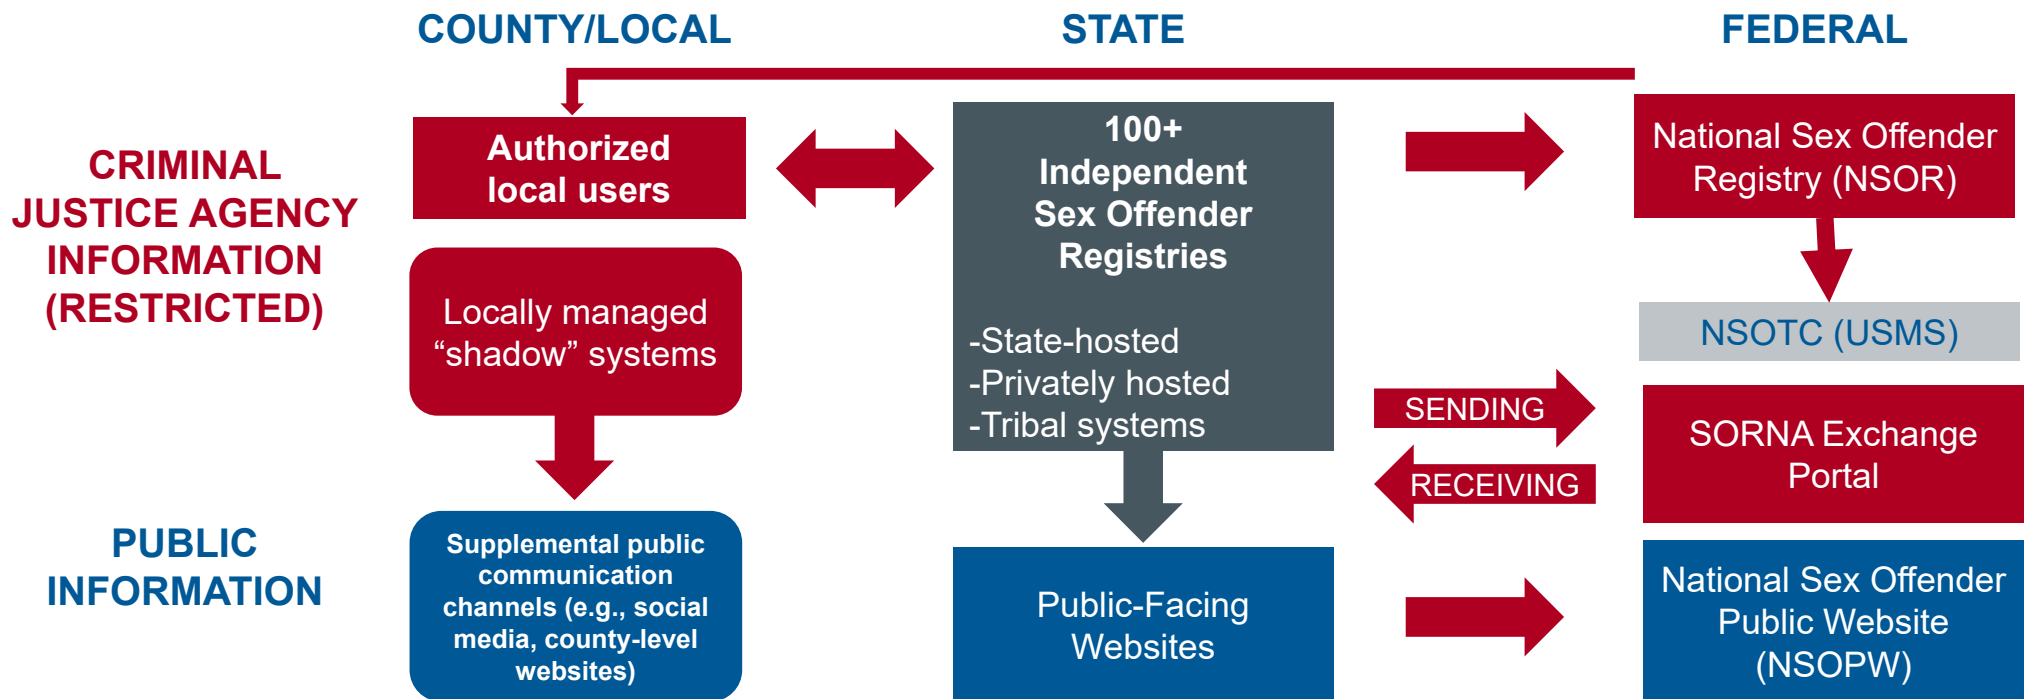 COUNTY/LOCAL
STATE
FEDERAL
CRIMINAL
JUSTICE AGENCY
INFORMATION
(RESTRICTED)
Authorized
local users
100+
Independent
Sex Offender
Registries
-State-hosted
-Privately hosted
-Tribal systems
National Sex Offender
Registry (NSOR)
Locally managed
“shadow” systems
NSOTC (USMS)
SENDING
RECEIVING
SORNA Exchange
Portal
PUBLIC
INFORMATION
Supplemental public
communication
channels (e.g., social
media, county-level
websites)
Public-Facing
Websites
National Sex Offender
Public Website
(NSOPW)